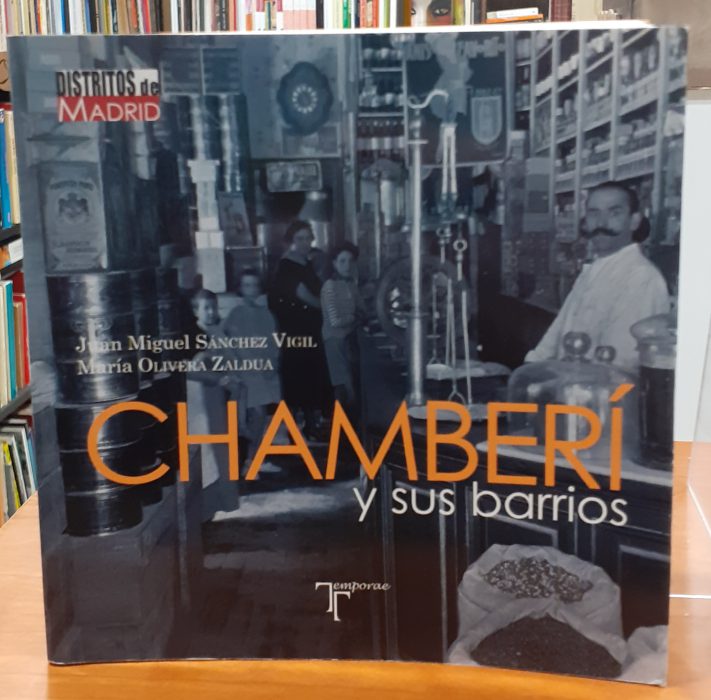 DISTRITOS de
MADRID
Juan Miguel SÁNCHEZ VIGIL
María OLIVERA ZALDUA
CHAMBERÍ
y sus barrios
Temporae